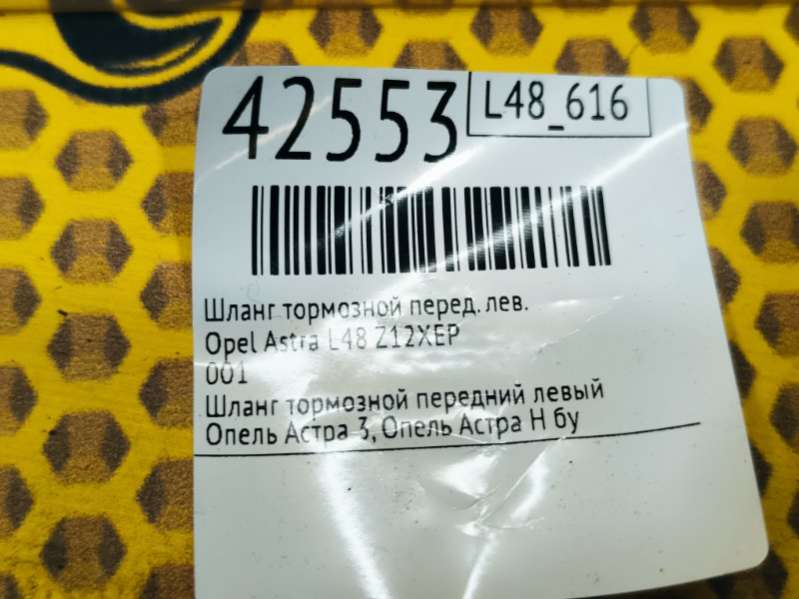 42553
L48_616
Шланг тормозной перед. лев.
Opel Astra L48 Z12XEP
001
Шланг тормозной передний левый
Опель Астра 3, Опель Астра H бу